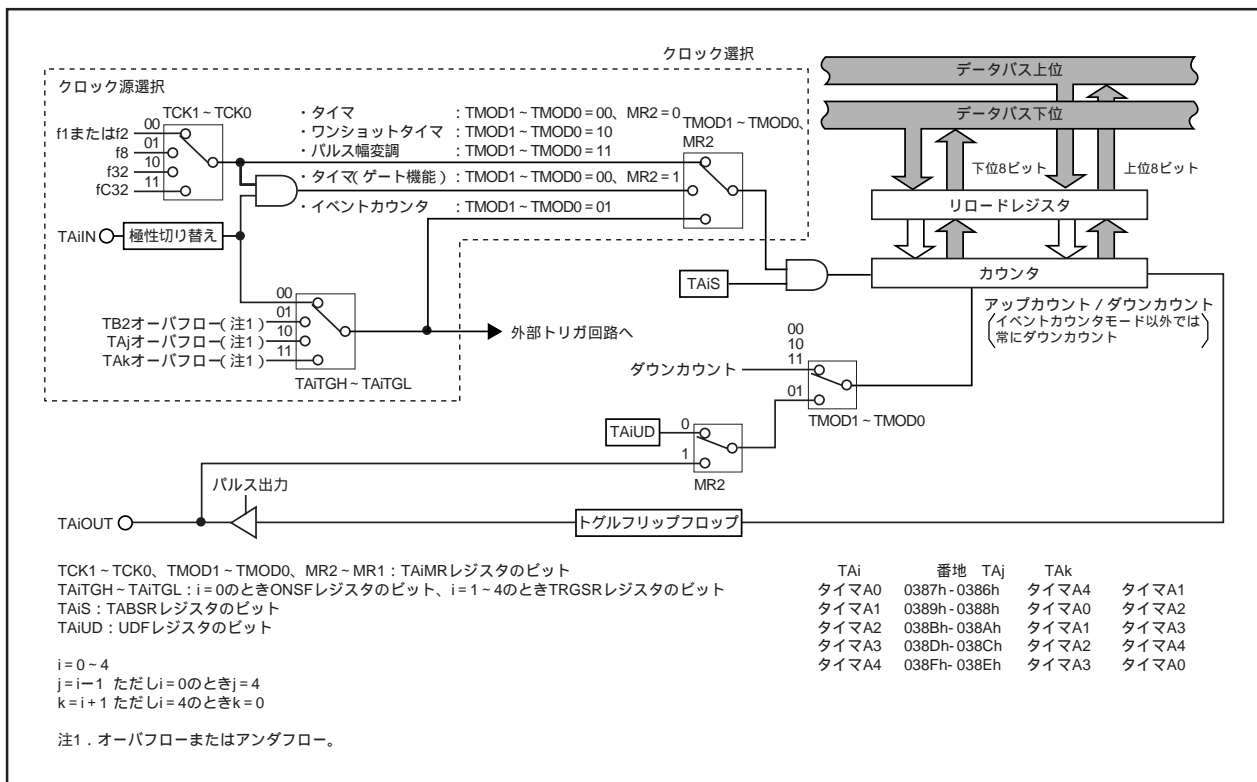 クロック選択
クロック源選択
TCK1~TCK0
f1またはf2
f8
f32
fC32
00
01
10
11
・タイマ :TMOD1~TMOD0=00、MR2=0
・ワンショットタイマ :TMOD1~TMOD0=10
・パルス幅変調 :TMOD1~TMOD0=11
・タイマ(ゲート機能):TMOD1~TMOD0=00、MR2=1
・イベントカウンタ :TMOD1~TMOD0=01
TMOD1~TMOD0、
MR2
TAiIN
極性切り替え
00
01
10
11
TB2オーバフロー(注1)
TAjオーバフロー(注1)
TAkオーバフロー(注1)
TAiTGH~TAiTGL
外部トリガ回路へ
データバス上位
データバス下位
下位8ビット
上位8ビット
リロードレジスタ
カウンタ
TAiS
アップカウント/ダウンカウント
(イベントカウンタモード以外では
常にダウンカウント)
00
10
11
ダウンカウント
01
TMOD1~TMOD0
TAiUD
0
1
MR2
パルス出力
TAiOUT
トグルフリップフロップ
TCK1~TCK0、TMOD1~TMOD0、MR2~MR1:TAiMRレジスタのビット
TAiTGH~TAiTGL:i=0のときONSFレジスタのビット、i=1~4のときTRGSRレジスタのビット
TAiS:TABSRレジスタのビット
TAiUD:UDFレジスタのビット
i=0~4
j=i-1 ただしi=0のときj=4
k=i+1 ただしi=4のときk=0
注1.オーバフローまたはアンダフロー。
TAi 番地 TAj TAk
タイマA0 0387h-0386h タイマA4 タイマA1
タイマA1 0389h-0388h タイマA0 タイマA2
タイマA2 038Bh-038Ah タイマA1 タイマA3
タイマA3 038Dh-038Ch タイマA2 タイマA4
タイマA4 038Fh-038Eh タイマA3 タイマA0